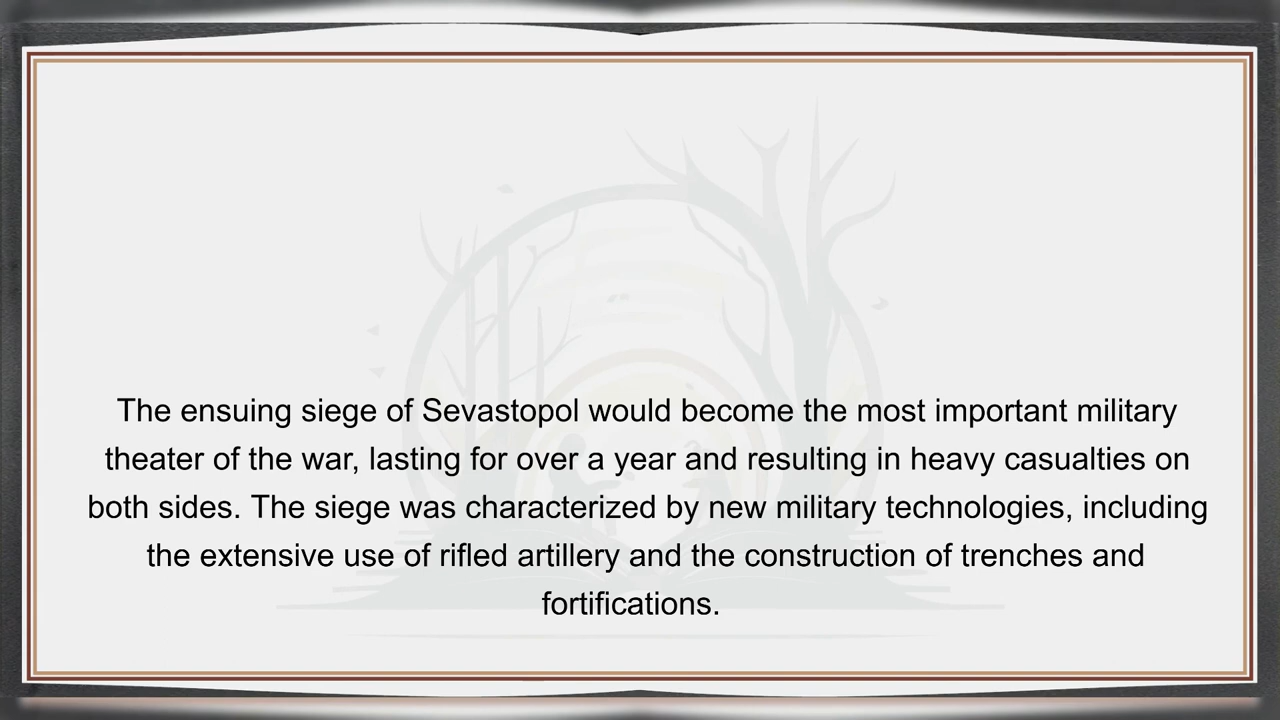 The ensuing siege of Sevastopol would become the most important military
theater of the war, lasting for over a year and resulting in heavy casualties on
both sides. The siege was characterized by new military technologies, including
the extensive use of rifled artillery and the construction of trenches and
fortifications.